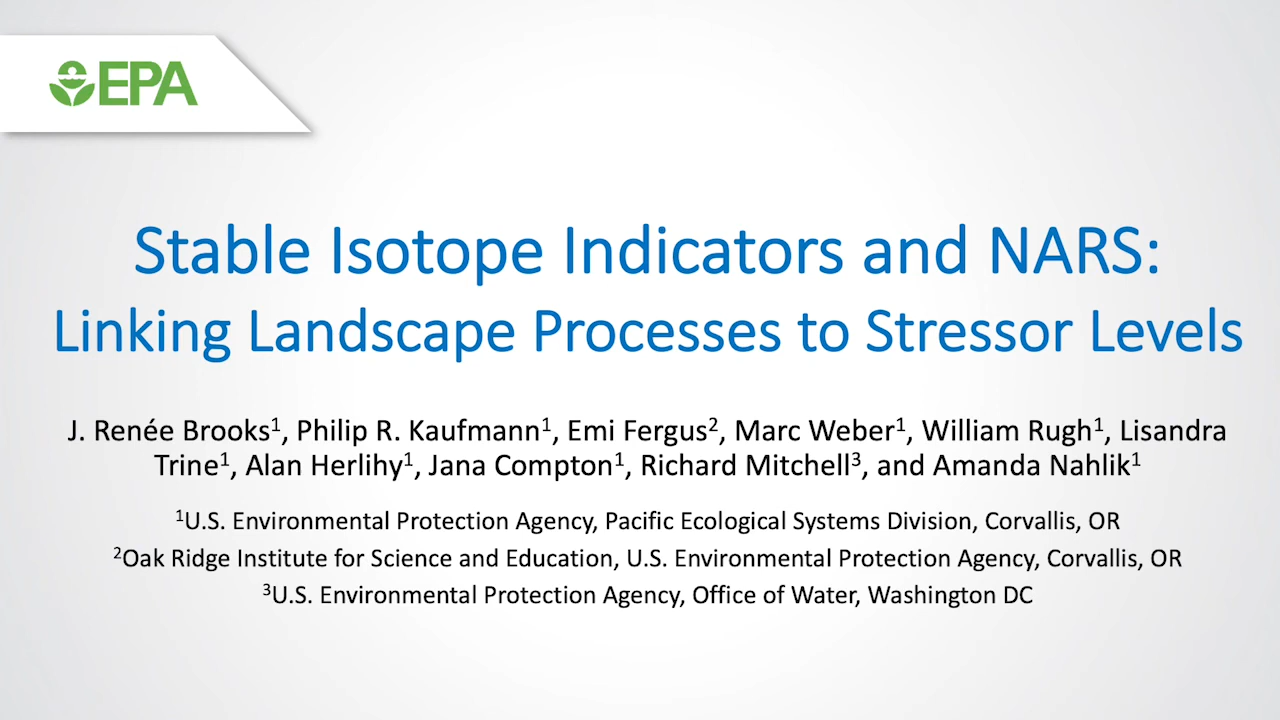 EPA
Stable Isotope Indicators and NARS:
Linking Landscape Processes to Stressor Levels
J. Renée Brooks¹, Philip R. Kaufmann¹, Emi Fergus², Marc Weber¹, William Rugh¹, Lisandra
Trine¹, Alan Herlihy¹, Jana Compton¹, Richard Mitchell³, and Amanda Nahlik¹
¹U.S. Environmental Protection Agency, Pacific Ecological Systems Division, Corvallis, OR
²Oak Ridge Institute for Science and Education, U.S. Environmental Protection Agency, Corvallis, OR
³U.S. Environmental Protection Agency, Office of Water, Washington DC